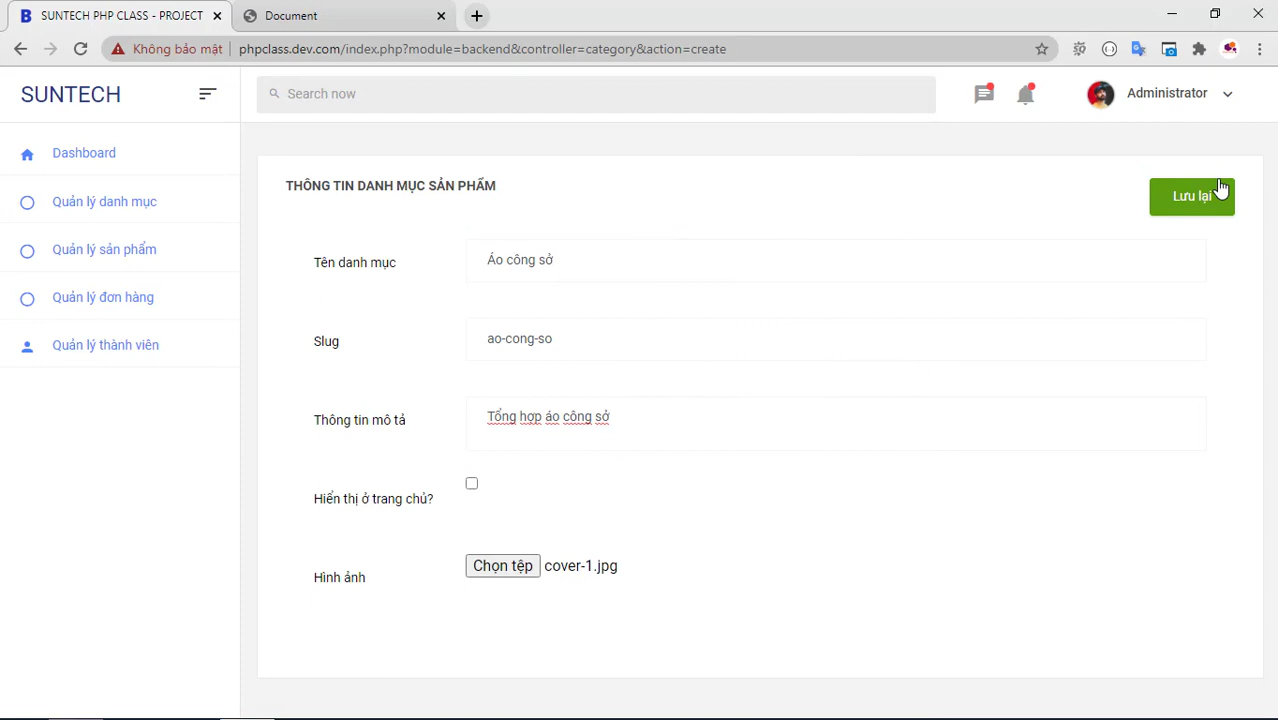 SUNTECH PHP CLASS - PROJECT
Document
Không bảo mật
phpclass.dev.com/index.php?module=backend&controller=category&action=create
SUNTECH
Search now
Administrator
Dashboard
Quản lý danh mục
Quản lý sản phẩm
Quản lý đơn hàng
Quản lý thành viên
THÔNG TIN DANH MỤC SẢN PHẨM
Lưu lại
Tên danh mục
Áo công sở
Slug
ao-cong-so
Thông tin mô tả
Tổng hợp áo công sở
Hiển thị ở trang chủ?
Hình ảnh
Chọn tệp cover-1.jpg